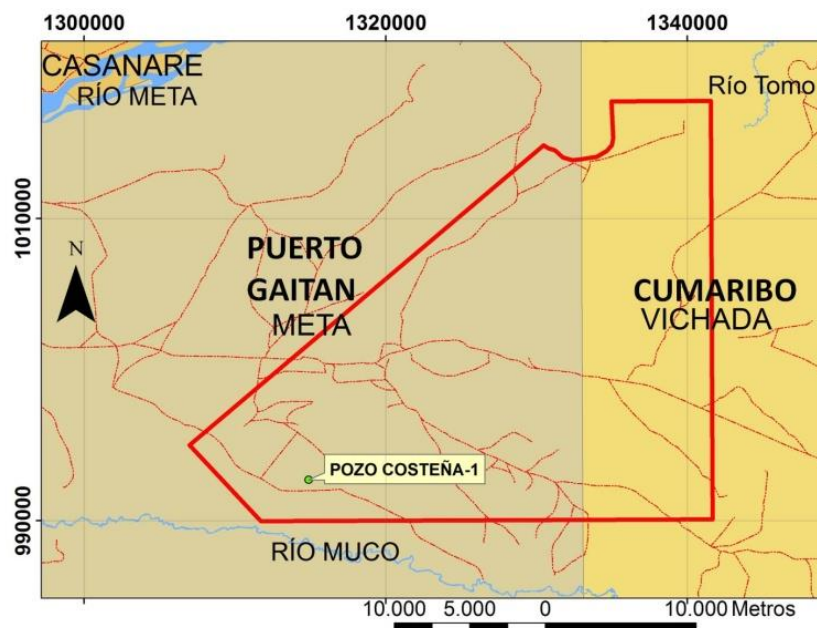 1300000 1320000 1340000
CASANARE
RÍO META
Río Tomo
1010000
N
PUERTO
GAITAN
META
CUMARIBO
VICHADA
POZO COSTEÑA-1
990000
RÍO MUCO
10.000 5.000 0 10.000 Metros